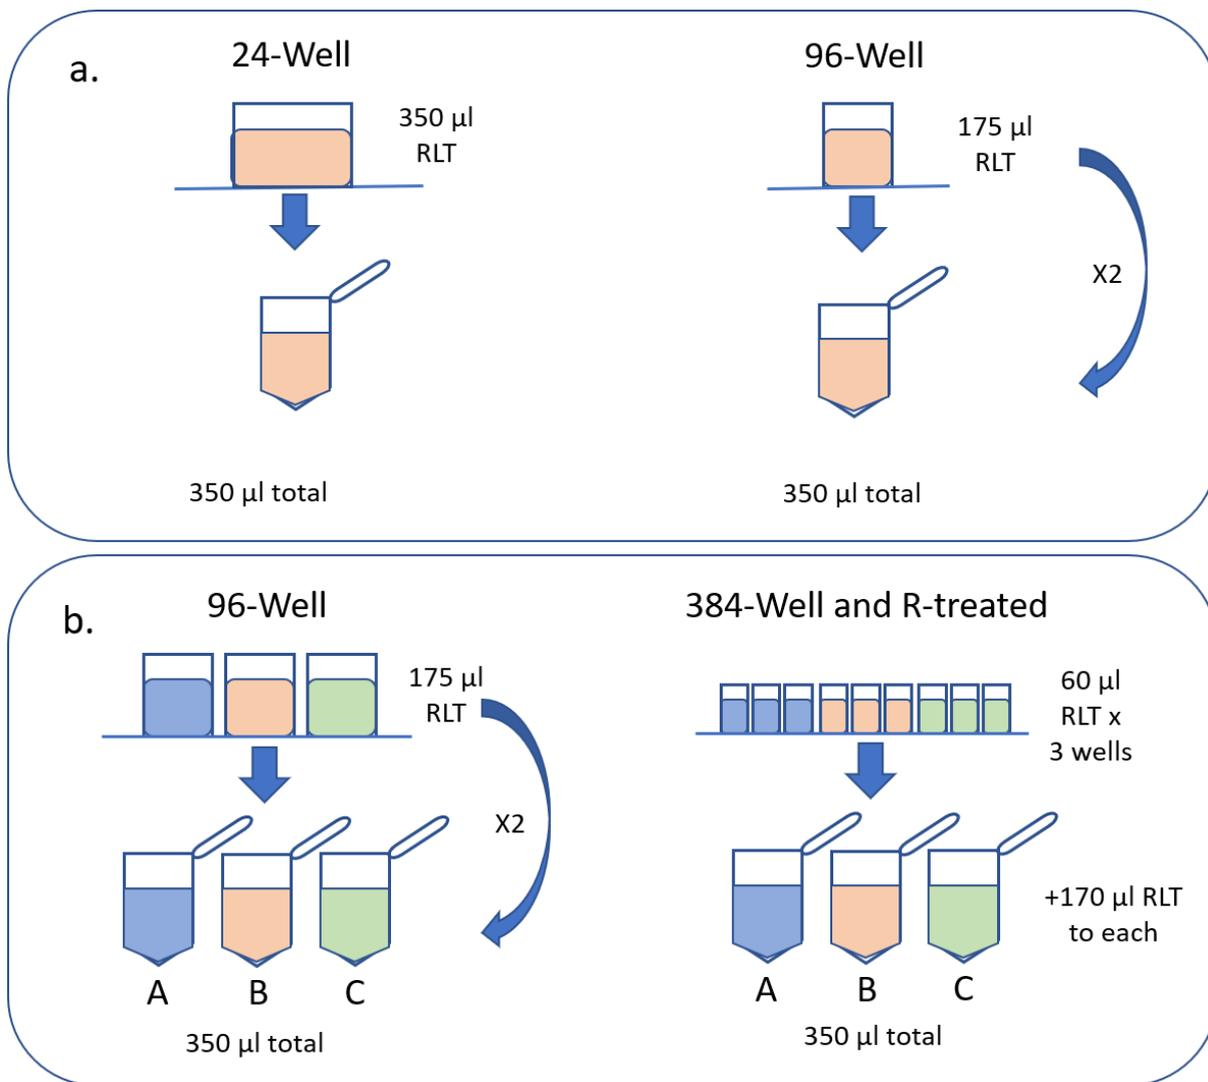 a.
24-Well
350 µl
RLT
350 µl total
96-Well
175 µl
RLT
X2
350 µl total
b.
96-Well
175 µl
RLT
X2
A B C
350 µl total
384-Well and R-treated
60 µl
RLT x
3 wells
+170 µl RLT
to each
A B C
350 µl total